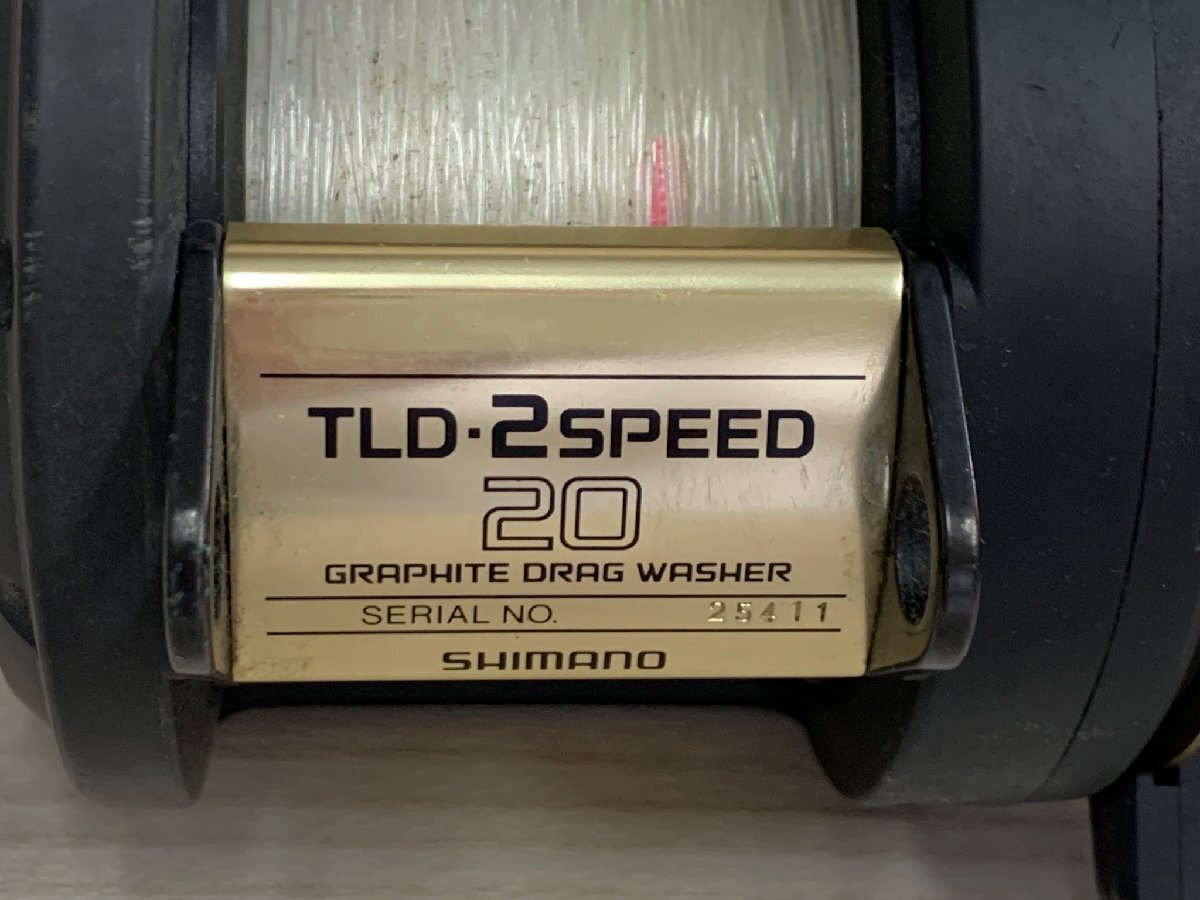 TLD·2SPEED
20
GRAPHITE DRAG WASHER
SERIAL NO. 25411
SHIMANO